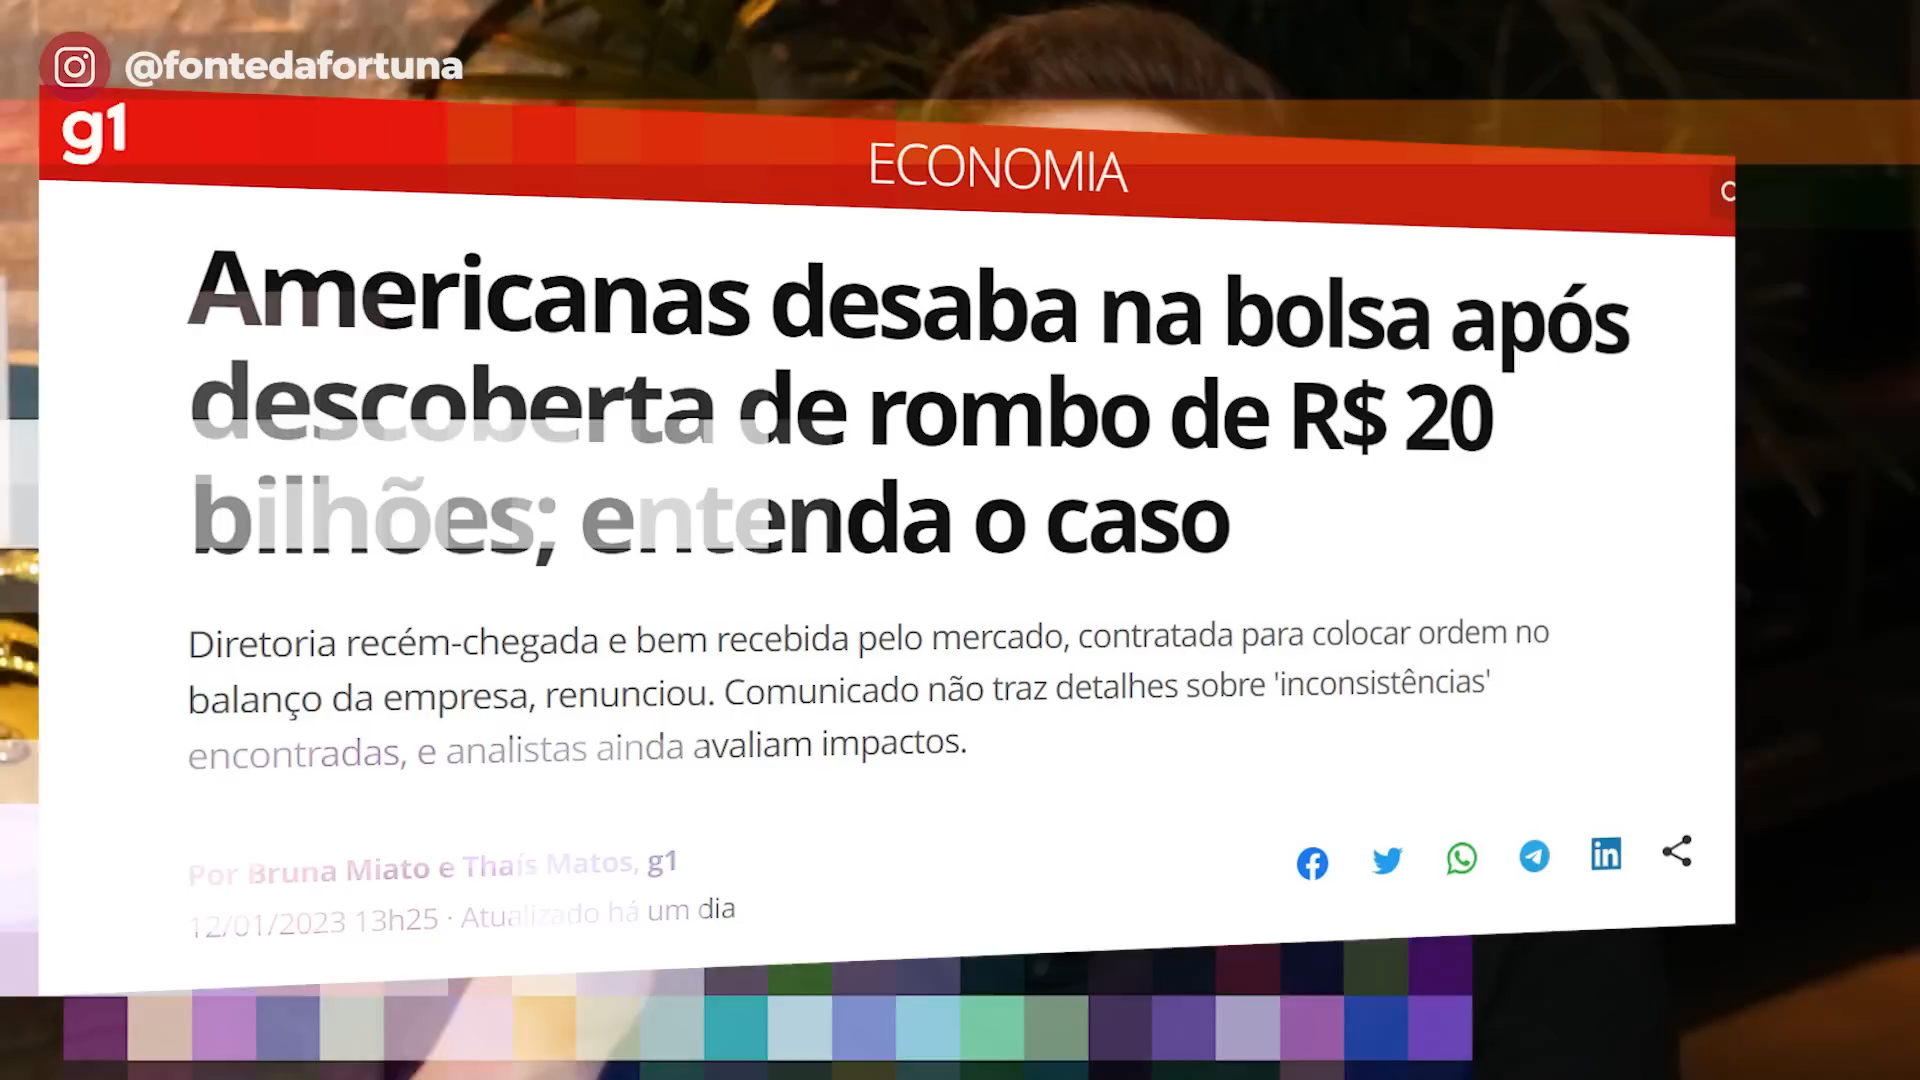 @fontedafortuna
g1
ECONOMIA
Americanas desaba na bolsa após
descoberta de rombo de R$ 20
bilhões; entenda o caso
Diretoria recém-chegada e bem recebida pelo mercado, contratada para colocar ordem no
balanço da empresa, renunciou. Comunicado não traz detalhes sobre 'inconsistências'
encontradas, e analistas ainda avaliam impactos.
Por Bruna Miato e Thaís Matos, g1
12/01/2023 13h25 · Atualizado há um dia